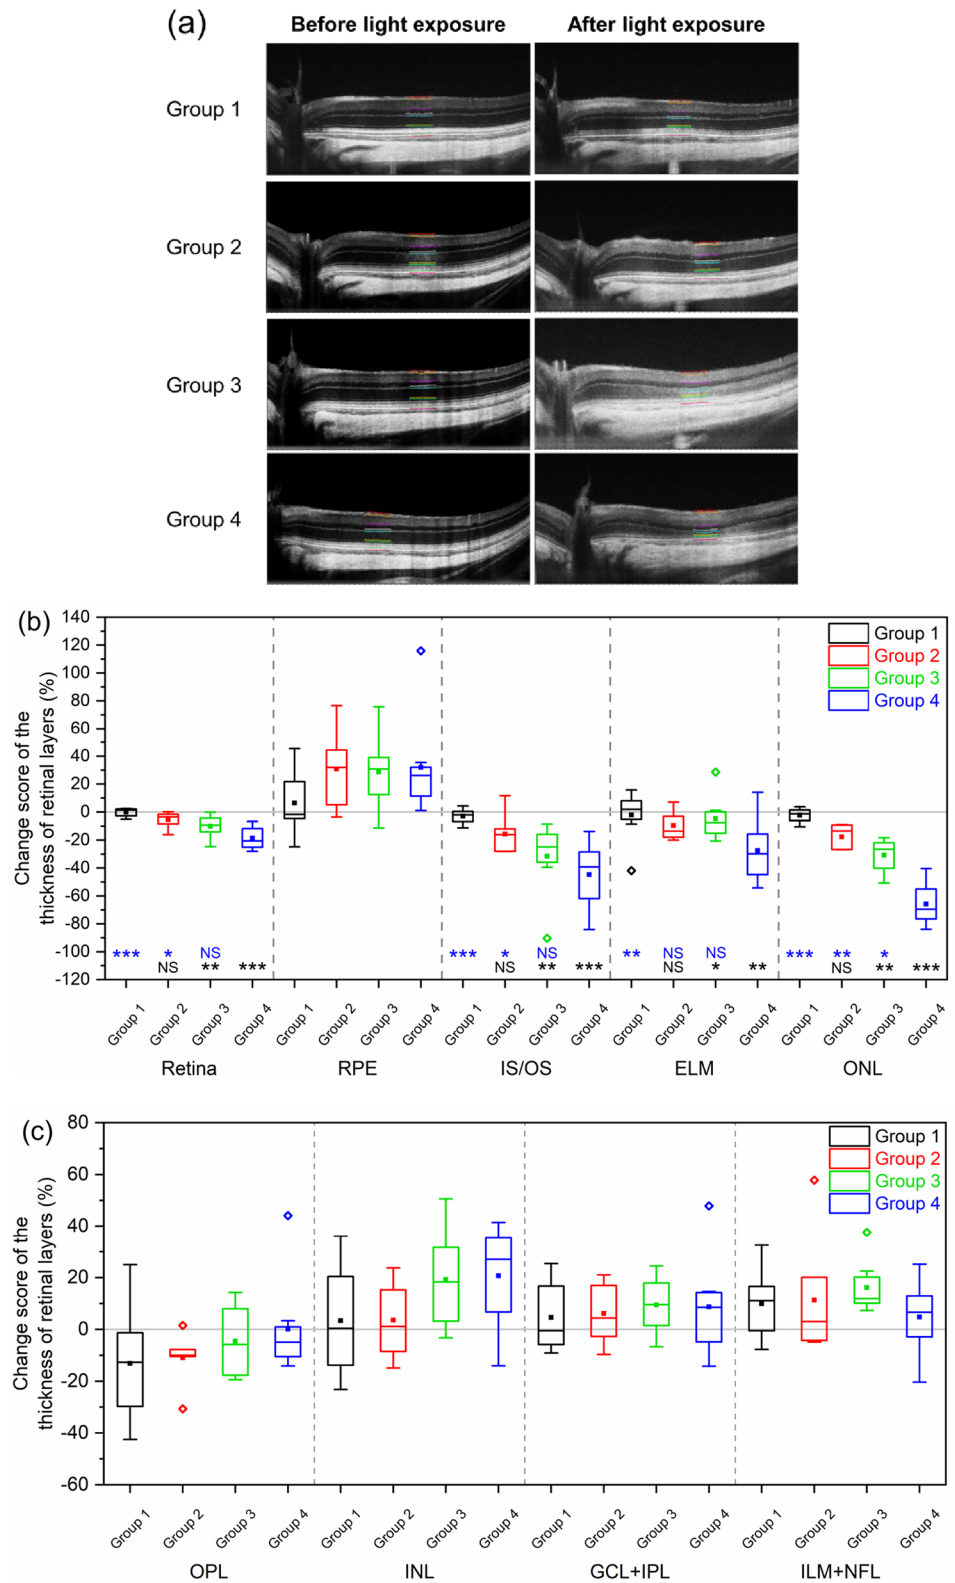 (a)
Before light exposure After light exposure
Group 1
Group 2
Group 3
Group 4
(b)
Change score of the
thickness of retinal layers (%)
140
120
100
80
60
40
20
0
-20
-40
-60
-80
-100
-120
Group 1
Group 2
Group 3
Group 4
*** * NS *** * NS ** NS NS *** ** *
NS ** *** NS ** *** NS * ** NS ** ***
Group 1 Group 2 Group 3 Group 4 Group 1 Group 2 Group 3 Group 4 Group 1 Group 2 Group 3 Group 4 Group 1 Group 2 Group 3 Group 4 Group 1 Group 2 Group 3 Group 4
Retina RPE IS/OS ELM ONL
(c)
Change score of the
thickness of retinal layers (%)
80
60
40
20
0
-20
-40
-60
Group 1
Group 2
Group 3
Group 4
Group 1 Group 2 Group 3 Group 4 Group 1 Group 2 Group 3 Group 4 Group 1 Group 2 Group 3 Group 4 Group 1 Group 2 Group 3 Group 4
OPL INL GCL+IPL ILM+NFL